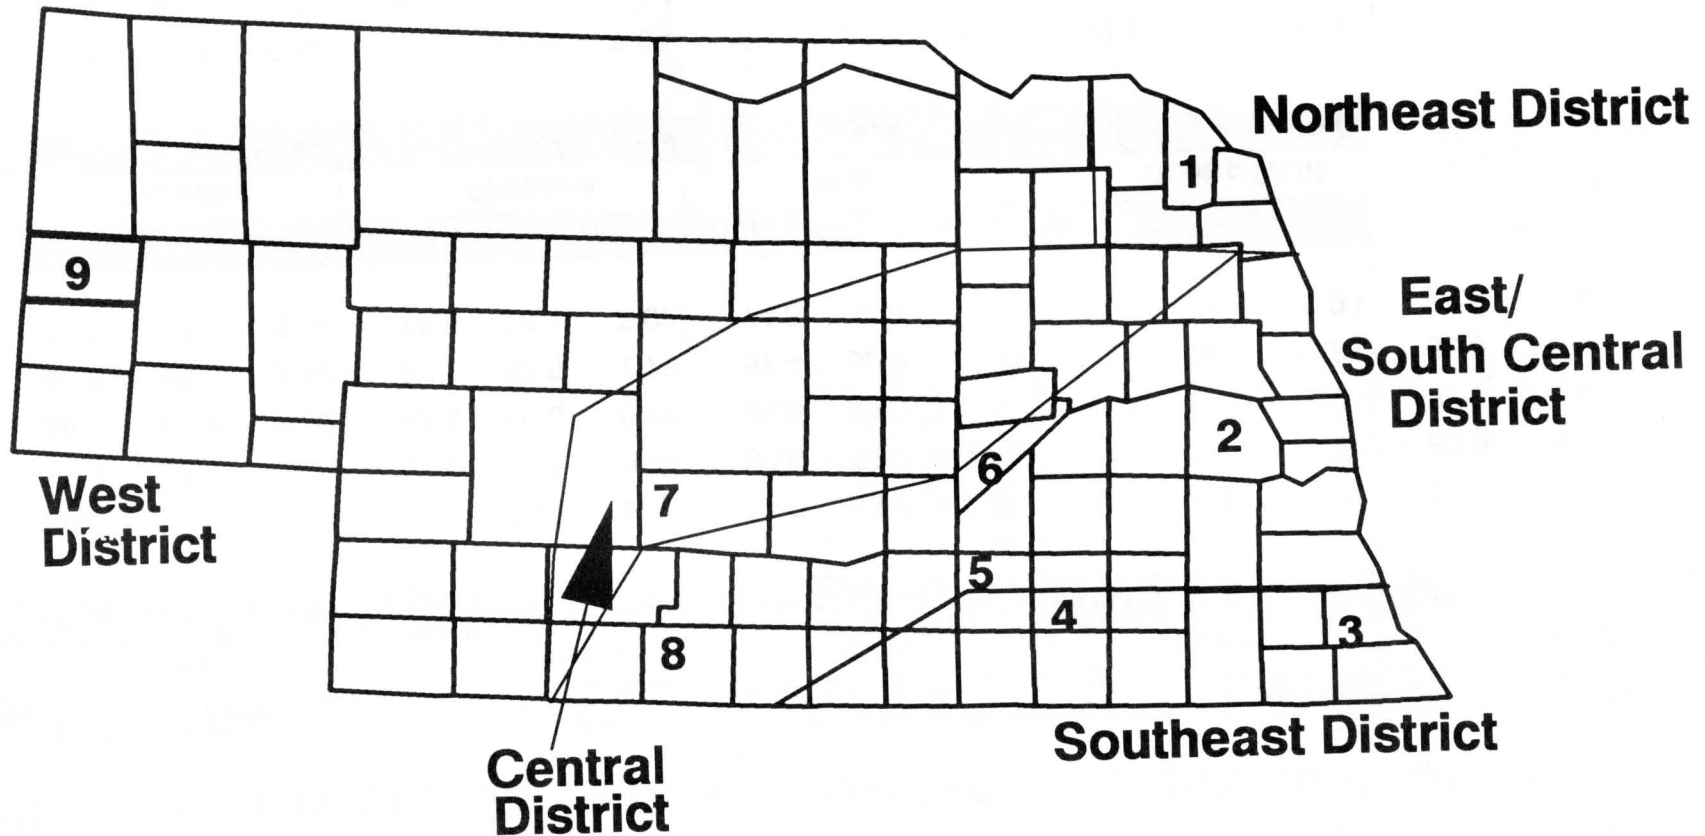 Northeast District
1
9
East/
South Central
District
2
6
West
District
7
5
4
3
8
Southeast District
Central
District